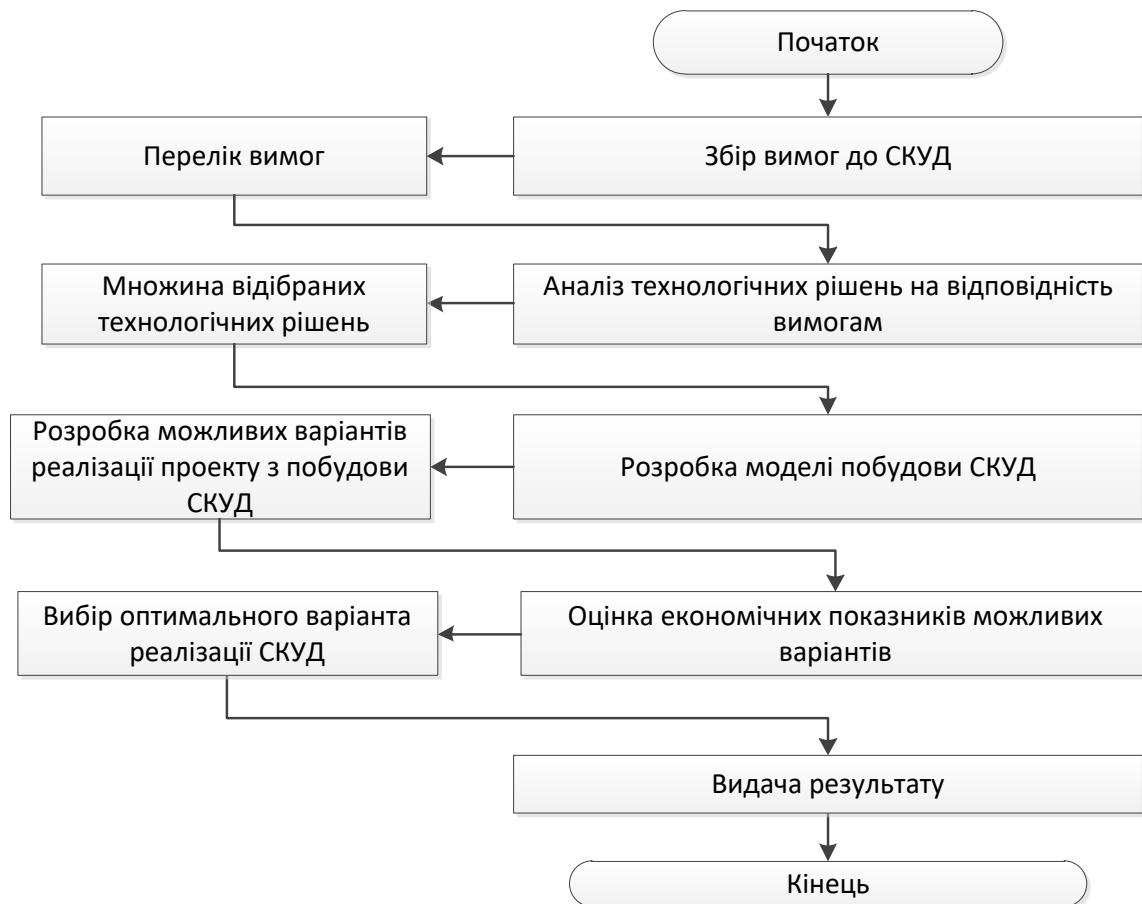 Початок
Збір вимог до СКУД
Перелік вимог
Аналіз технологічних рішень на відповідність
вимогам
Множина відібраних
технологічних рішень
Розробка моделі побудови СКУД
Розробка можливих варіантів
реалізації проекту з побудови
СКУД
Оцінка економічних показників можливих
варіантів
Вибір оптимального варіанта
реалізації СКУД
Видача результату
Кінець